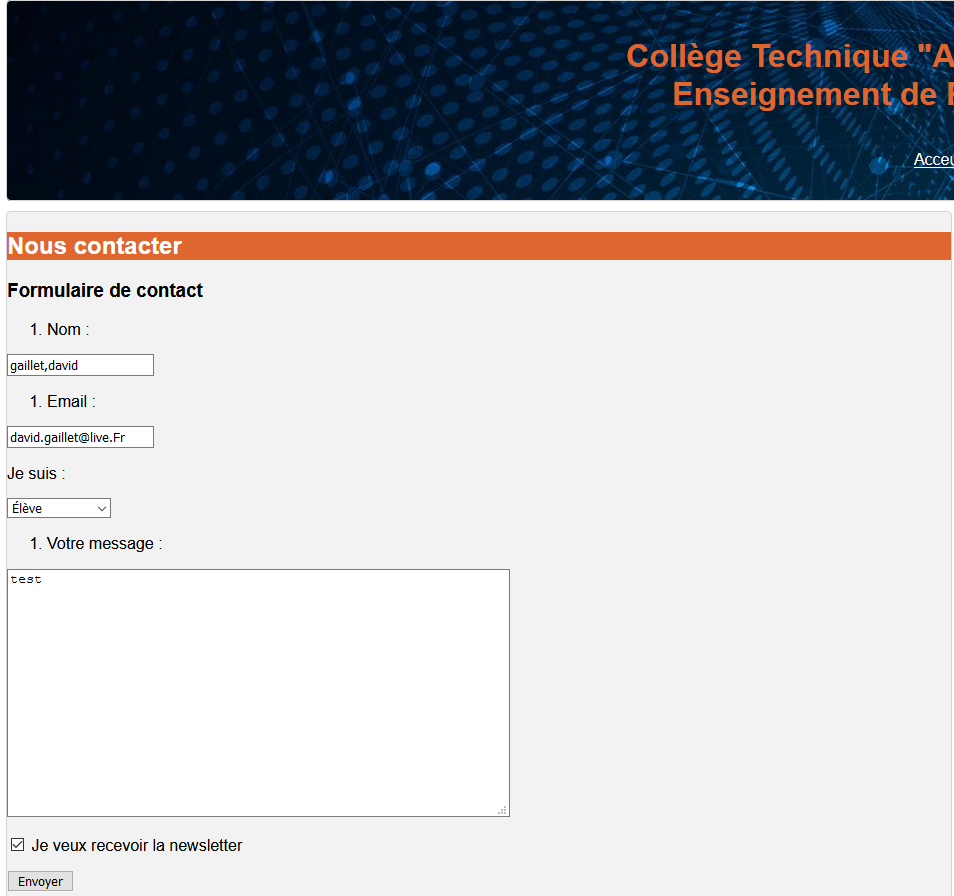 Collège Technique "A
Enseignement de
Acceu
Nous contacter
Formulaire de contact
1. Nom :
gaillet,david
1. Email :
david.gaillet@live.Fr
Je suis :
Élève
1. Votre message :
test
Je veux recevoir la newsletter
Envoyer